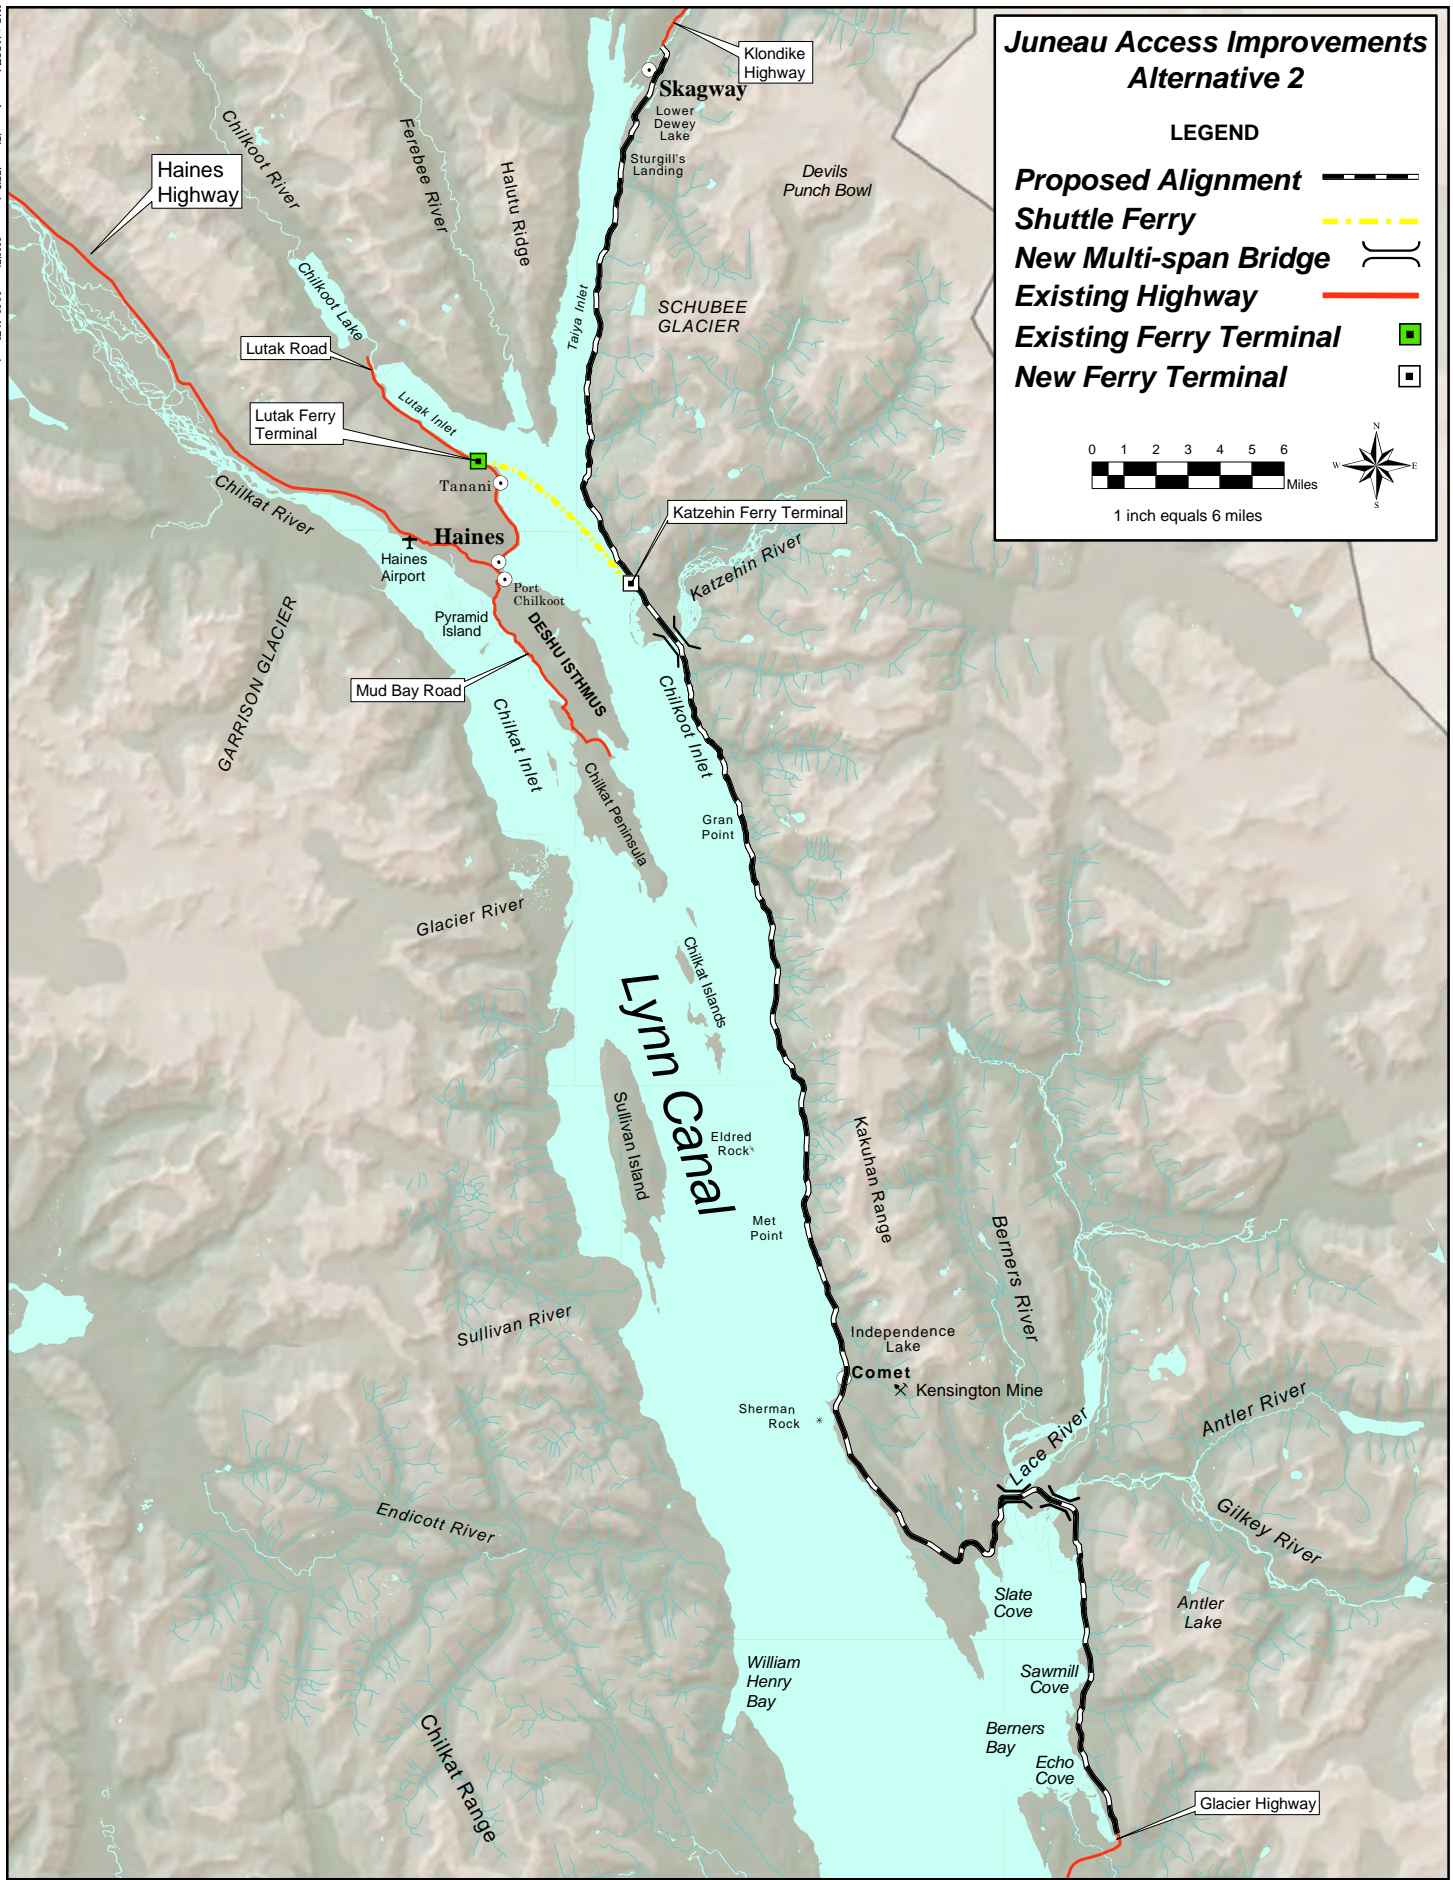 Juneau Access Improvements
Alternative 2
LEGEND
Proposed Alignment
Shuttle Ferry
New Multi-span Bridge
Existing Highway
Existing Ferry Terminal
New Ferry Terminal
0 1 2 3 4 5 6
Miles
1 inch equals 6 miles
N
W
E
S
Klondike
Highway
Skagway
Lower
Dewey
Lake
Sturgill's
Landing
Devils
Punch Bowl
Chilkoot River
Ferebee River
Halutu Ridge
Haines
Highway
Chilkoot Lake
Taiya Inlet
SCHUBEE
GLACIER
Lutak Road
Lutak Inlet
Lutak Ferry
Terminal
Tanani
Chilkat River
Katzehin Ferry Terminal
Haines
Haines
Airport
Katzehin River
Port
Chilkoot
Pyramid
Island
DESHU ISTHMUS
GARRISON GLACIER
Mud Bay Road
Chilkat Inlet
Chilkoot Inlet
Chilkat Peninsula
Gran
Point
Glacier River
Chilkat Islands
Lynn Canal
Sullivan Island
Eldred
Rock
Kakuhan Range
Met
Point
Berners River
Sullivan River
Independence
Lake
Comet
Kensington Mine
Sherman
Rock
Lace River
Antler River
Gilkey River
Endicott River
Slate
Cove
Antler
Lake
William
Henry
Bay
Sawmill
Cove
Berners
Bay
Echo
Cove
Chilkat Range
Glacier Highway